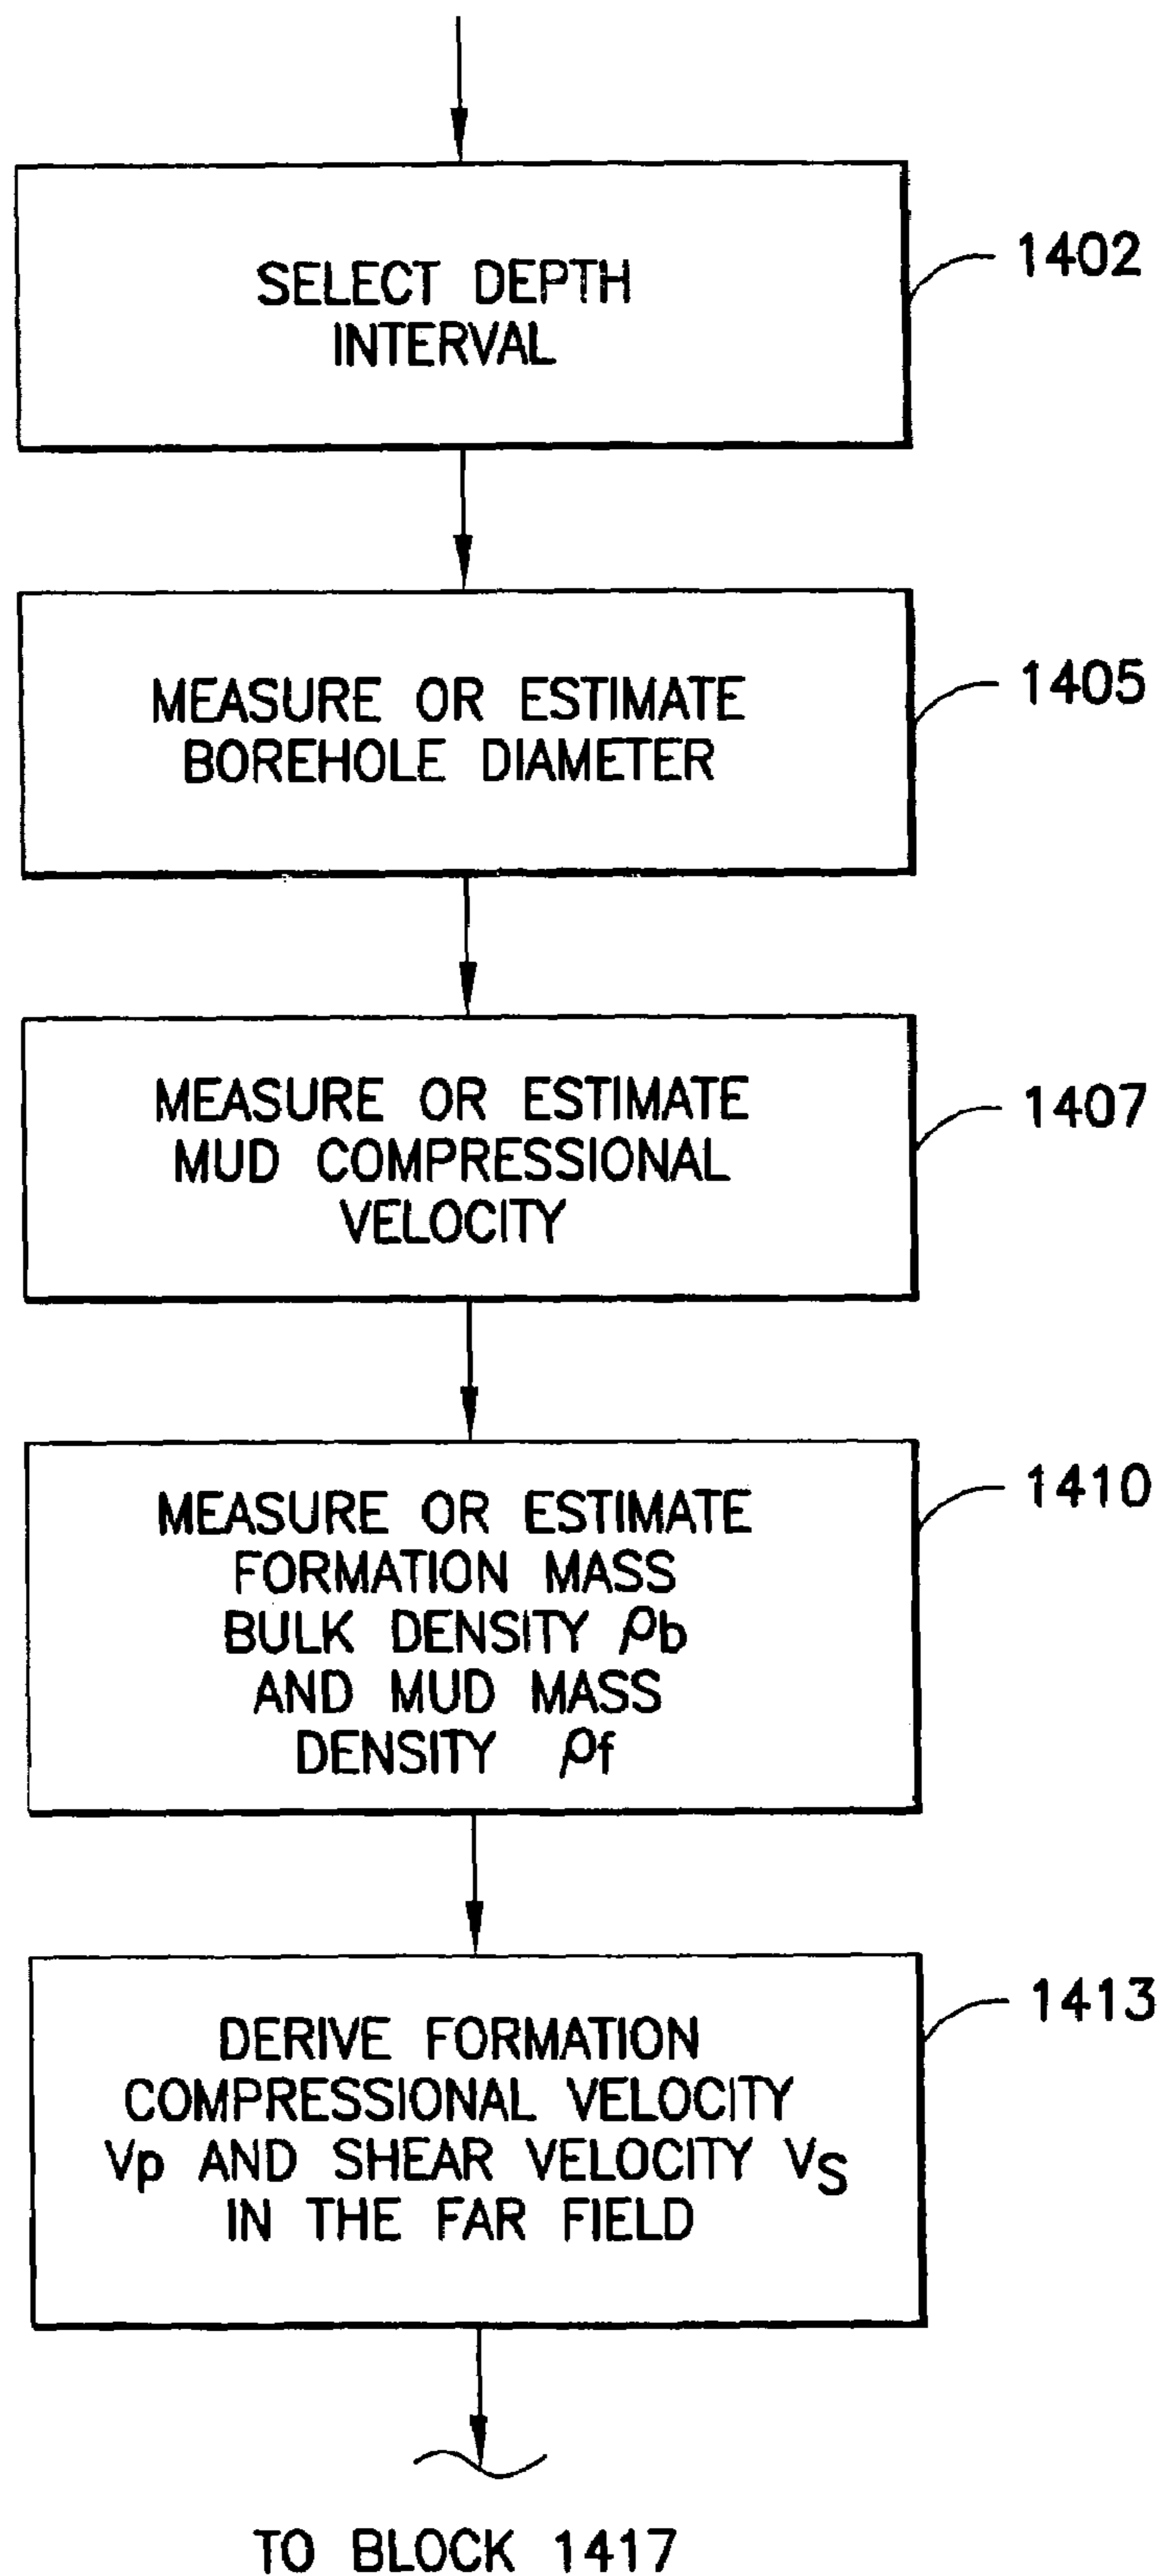 SELECT DEPTH
INTERVAL
1402
MEASURE OR ESTIMATE
BOREHOLE DIAMETER
1405
MEASURE OR ESTIMATE
MUD COMPRESSIONAL
VELOCITY
1407
MEASURE OR ESTIMATE
FORMATION MASS
BULK DENSITY ρb
AND MUD MASS
DENSITY ρf
1410
DERIVE FORMATION
COMPRESSIONAL VELOCITY
Vp AND SHEAR VELOCITY VS
IN THE FAR FIELD
1413
TO BLOCK 1417